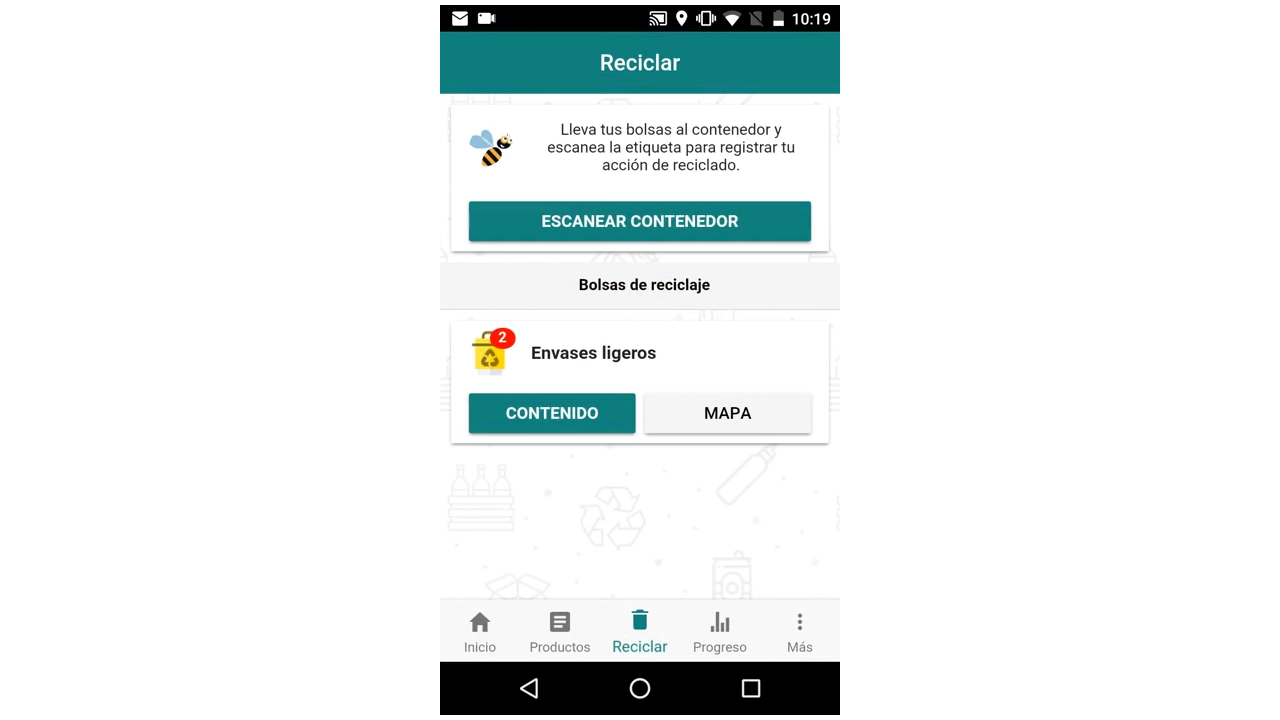 10:19
Reciclar
Lleva tus bolsas al contenedor y
escanea la etiqueta para registrar tu
acción de reciclado.
ESCANEAR CONTENEDOR
Bolsas de reciclaje
2
Envases ligeros
CONTENIDO
MAPA
Inicio
Productos
Reciclar
Progreso
Más